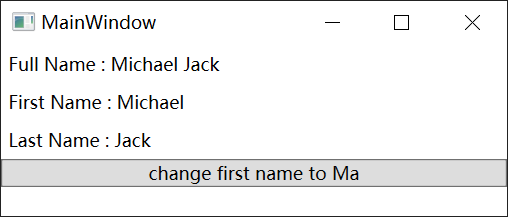 MainWindow
Full Name : Michael Jack
First Name : Michael
Last Name : Jack
change first name to Ma